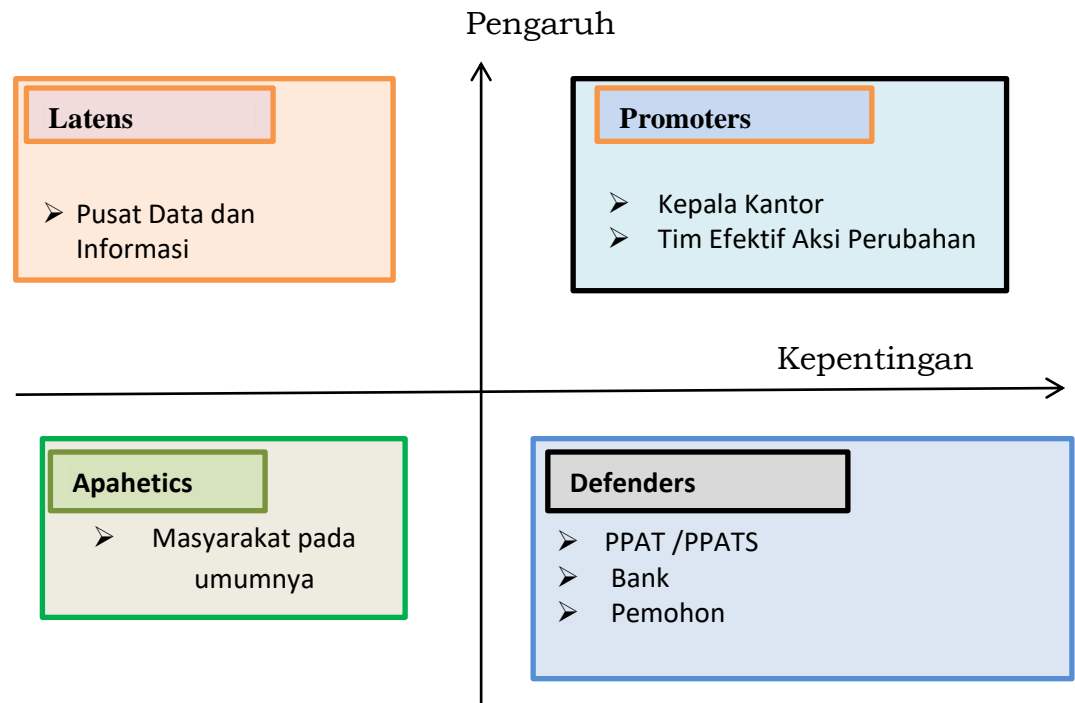 Pengaruh
Latens
➢ Pusat Data dan
Informasi
Promoters
➢ Kepala Kantor
➢ Tim Efektif Aksi Perubahan
Kepentingan
Apahetics
➢ Masyarakat pada
umumnya
Defenders
➢ PPAT /PPATS
➢ Bank
➢ Pemohon